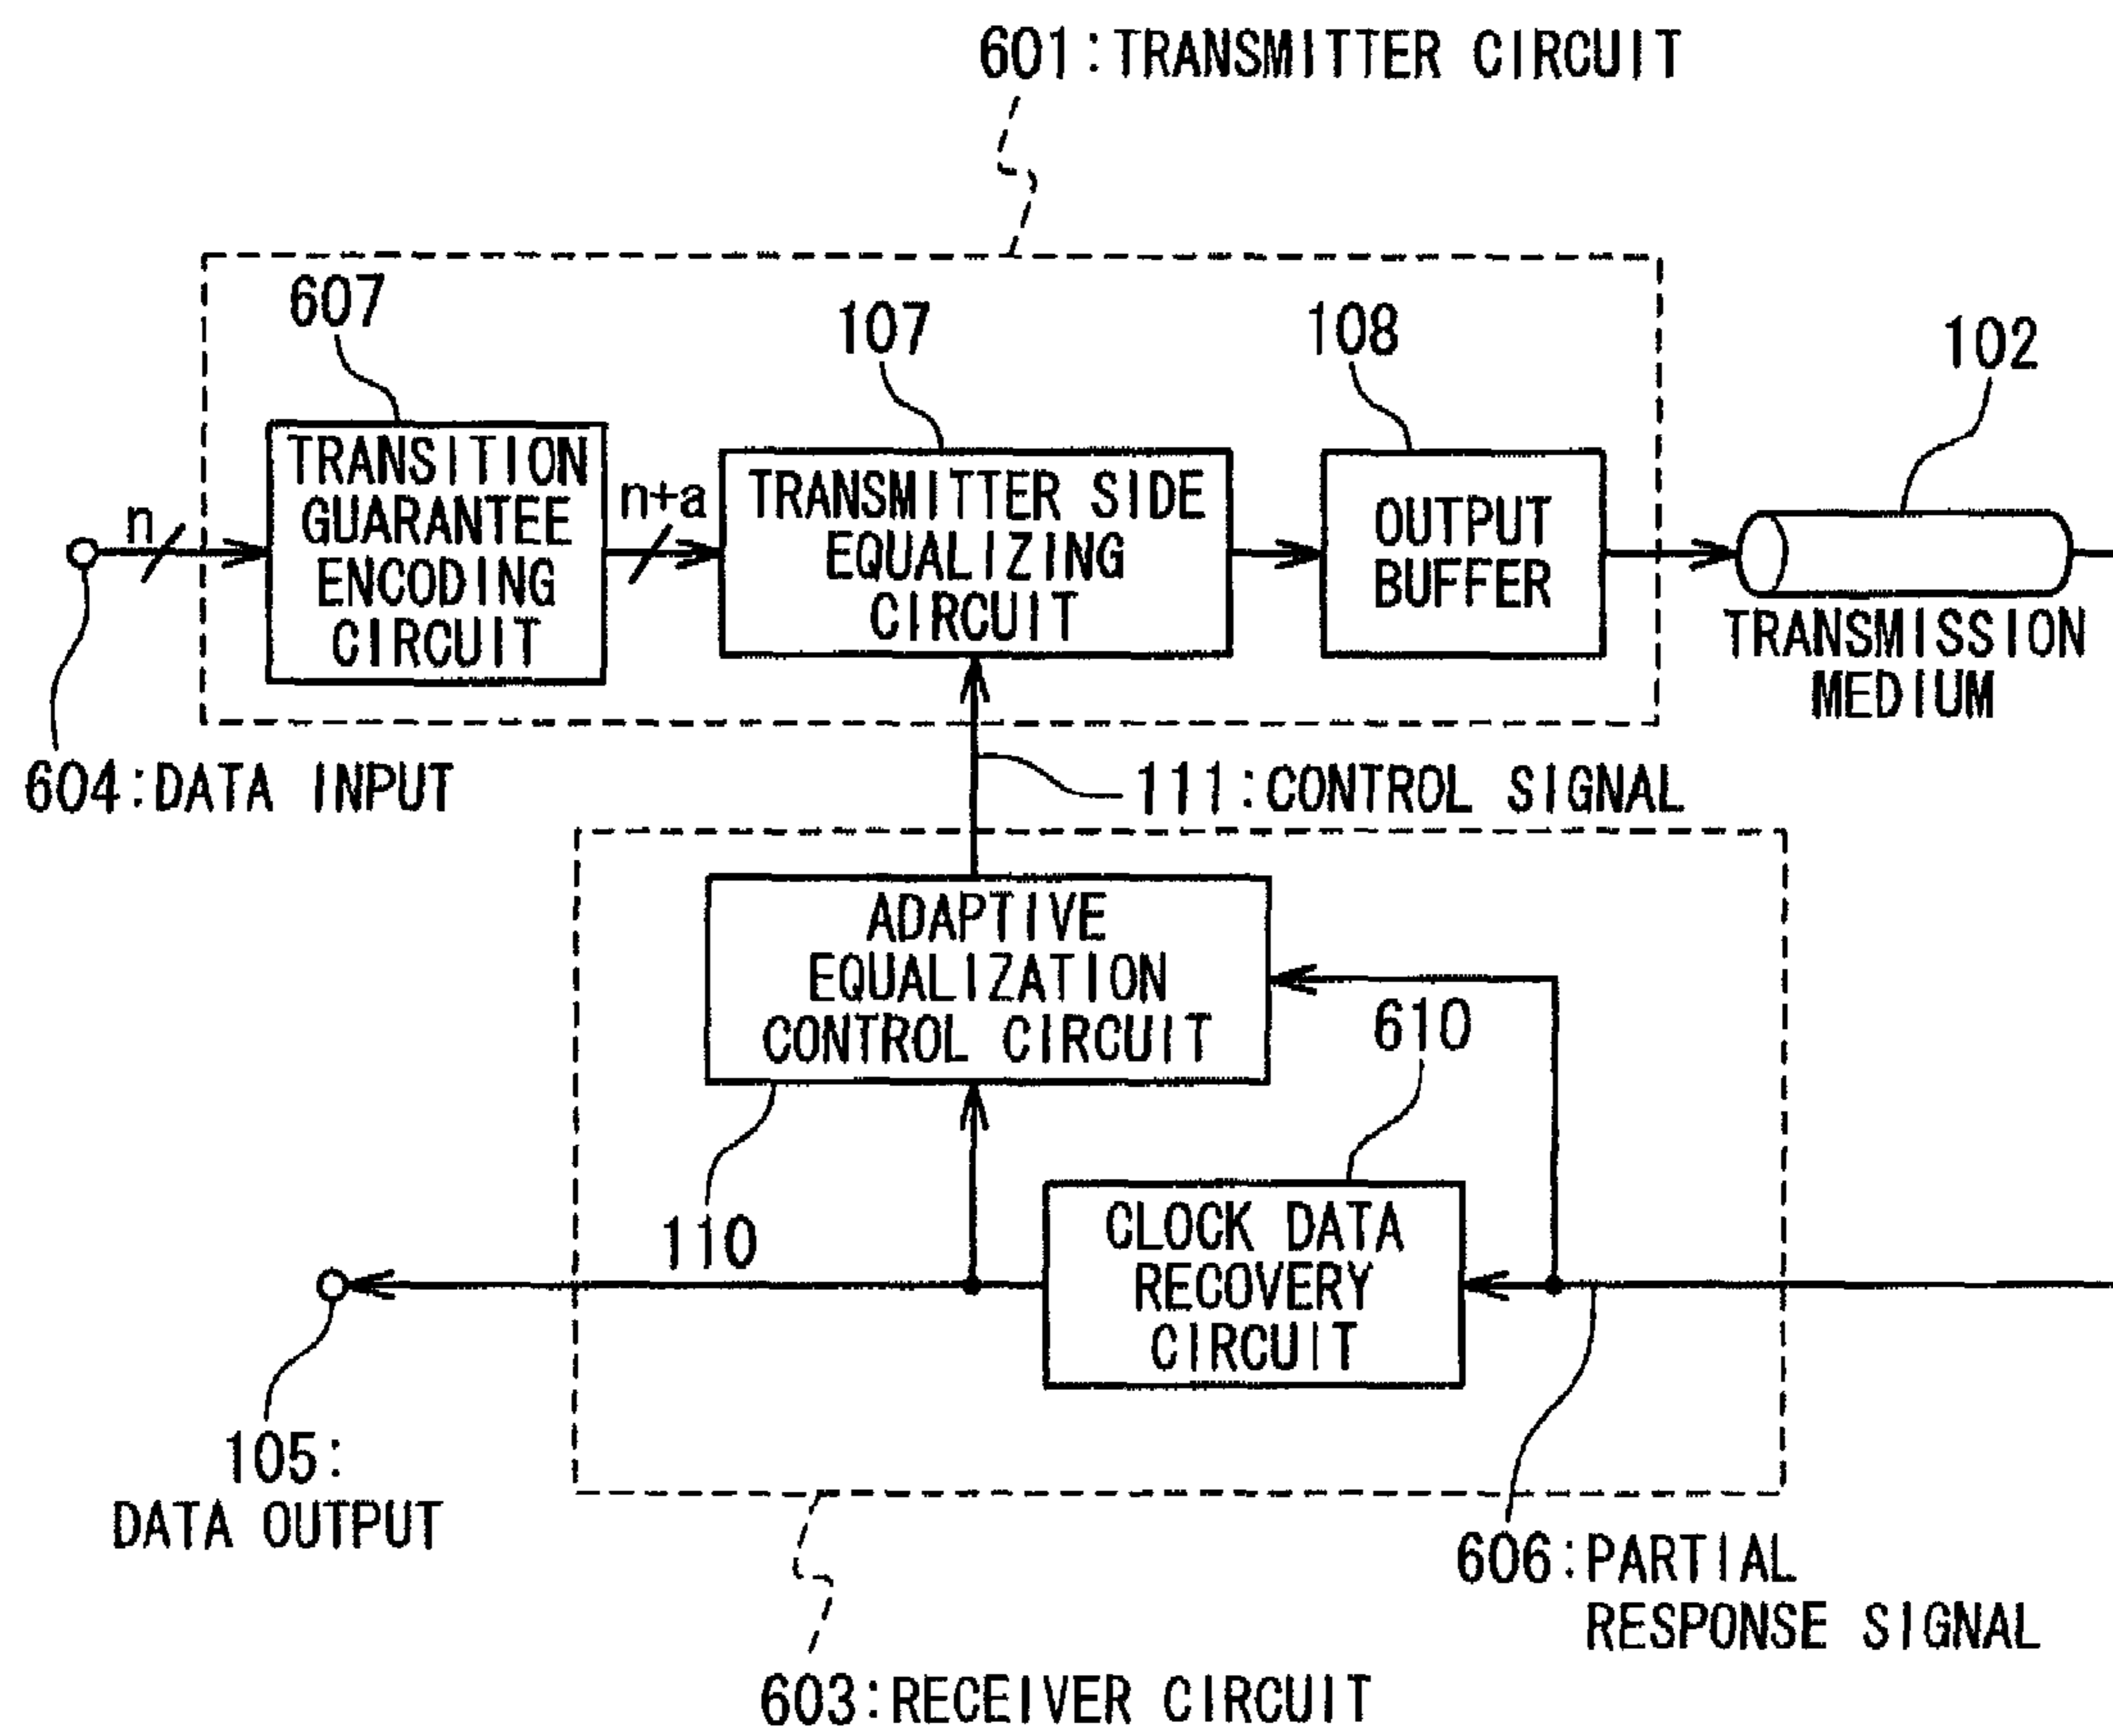 601:TRANSMITTER CIRCUIT
607
107
108
102
n
TRANSITION
GUARANTEE
ENCODING
CIRCUIT
n+a
TRANSMITTER SIDE
EQUALIZING
CIRCUIT
OUTPUT
BUFFER
TRANSMISSION
MEDIUM
604:DATA INPUT
111:CONTROL SIGNAL
ADAPTIVE
EQUALIZATION
CONTROL CIRCUIT
610
110
CLOCK DATA
RECOVERY
CIRCUIT
105:
DATA OUTPUT
606:PARTIAL
RESPONSE SIGNAL
603:RECEIVER CIRCUIT